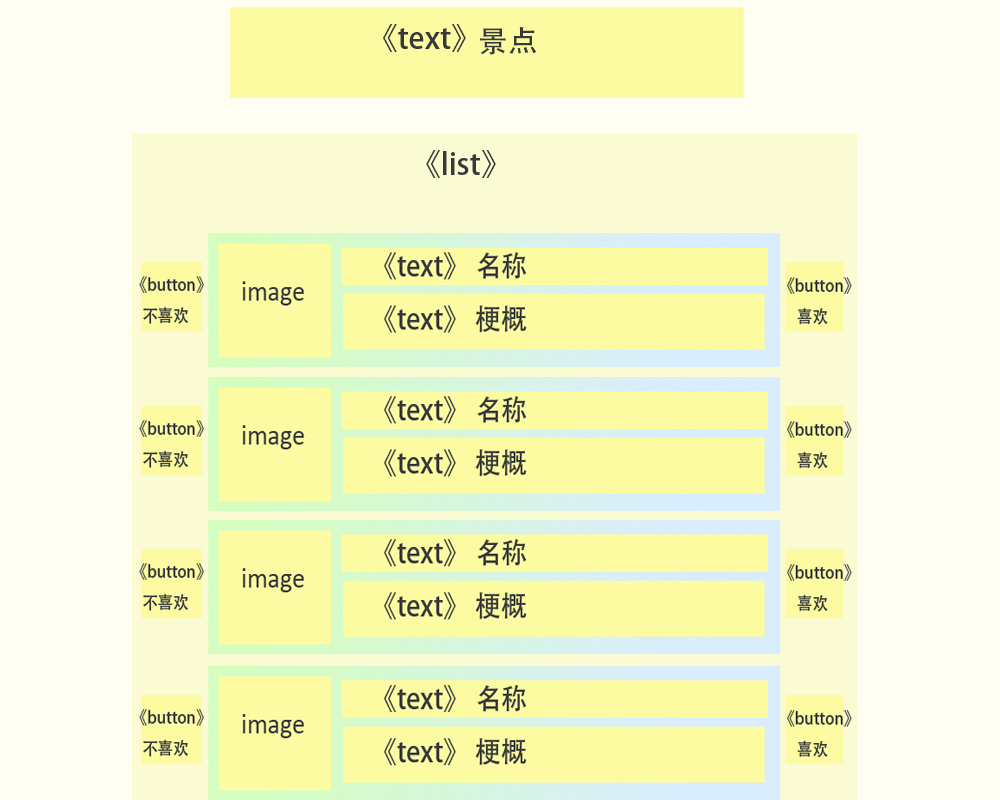 《text》景点
《list》
《button》
不喜欢
image
《text》 名称
《text》 梗概
《button》
喜欢
《button》
不喜欢
image
《text》 名称
《text》 梗概
《button》
喜欢
《button》
不喜欢
image
《text》 名称
《text》 梗概
《button》
喜欢
《button》
不喜欢
image
《text》 名称
《text》 梗概
《button》
喜欢